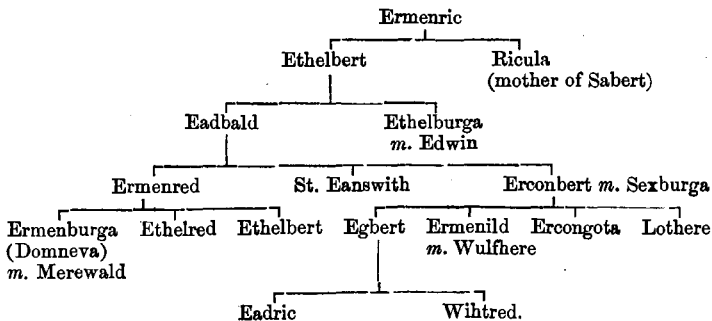 Ermenric
Ethelbert Ricula
(mother of Sabert)
Eadbald Ethelburga
m. Edwin
Ermenred St. Eanswith Erconbert m. Sexburga
Ermenburga Ethelred Ethelbert Egbert Ermenild Ercongota Lothere
(Domneva) m. Wulfhere
m. Merewald
Eadric Wihtred.